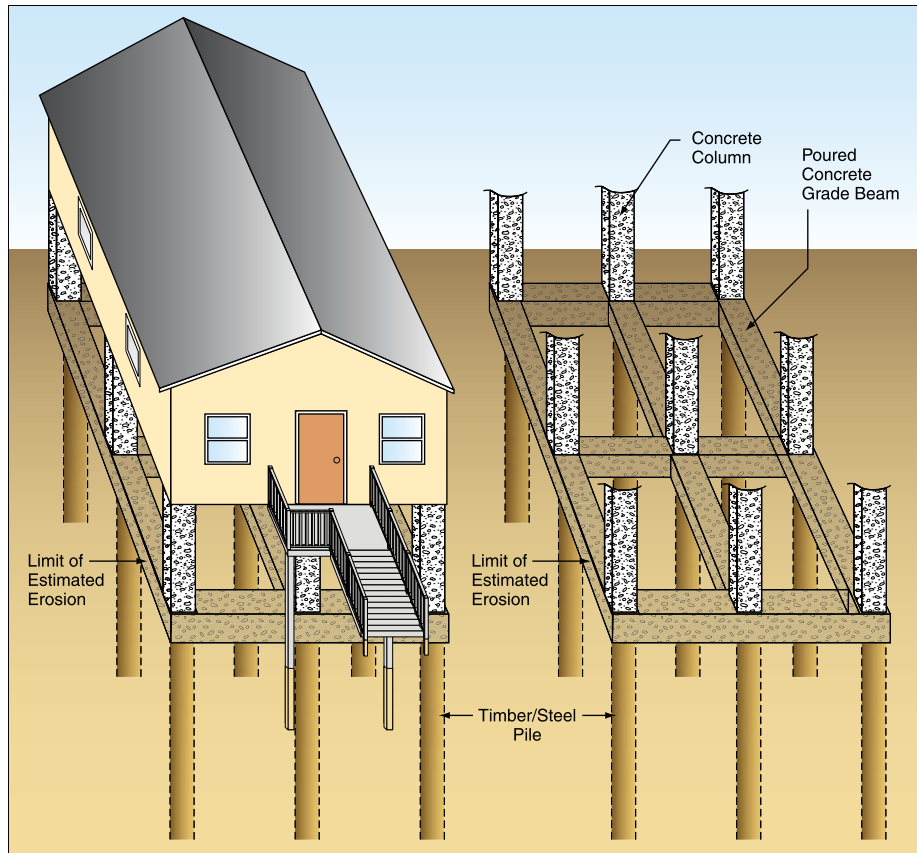 Concrete
Column
Poured
Concrete
Grade Beam
Limit of
Estimated
Erosion
Limit of
Estimated
Erosion
Timber/Steel
Pile